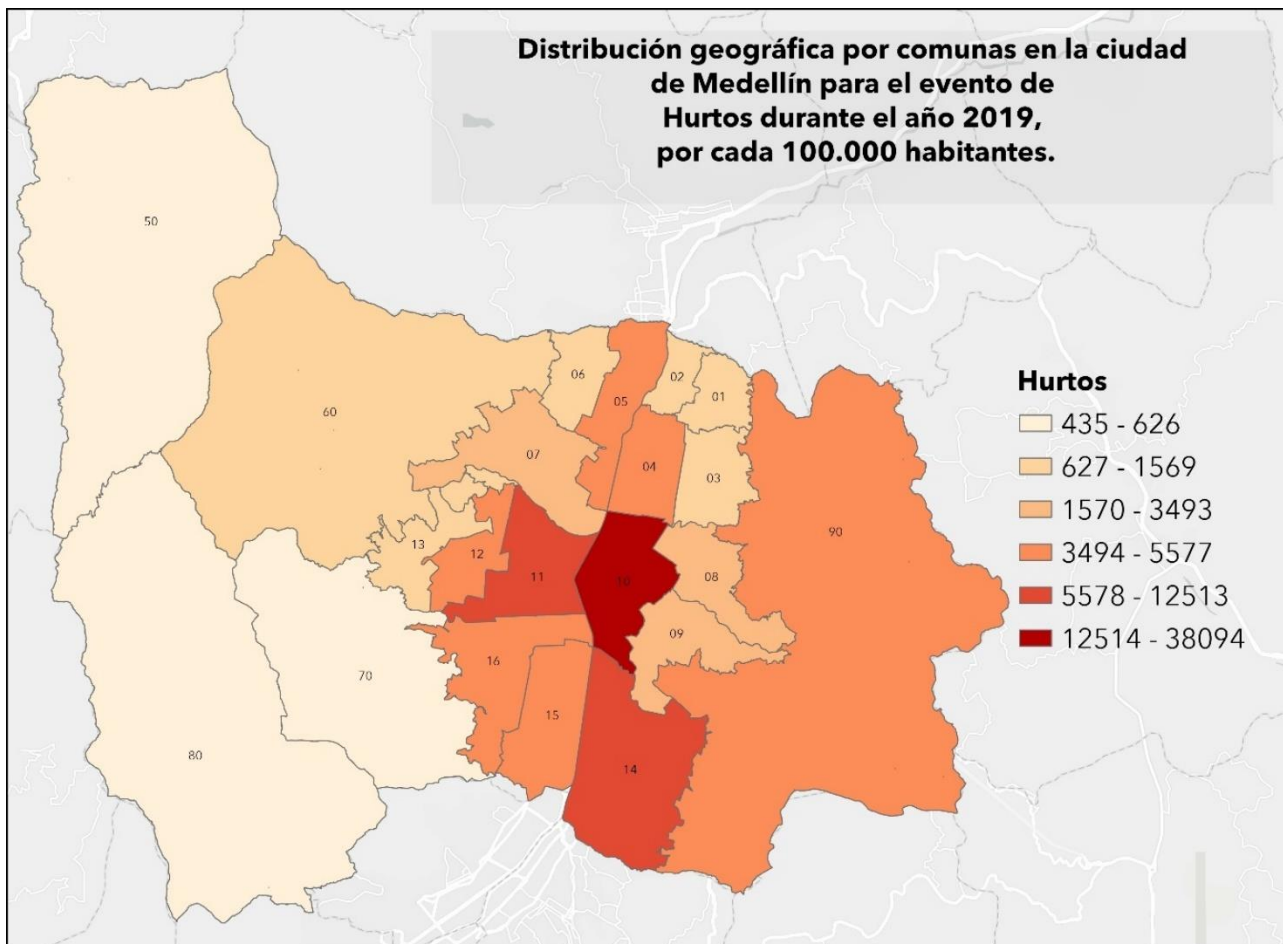 Distribución geográfica por comunas en la ciudad
de Medellín para el evento de
Hurtos durante el año 2019,
por cada 100.000 habitantes.
50
60
06
02
01
05
07
04
03
90
13
12
11
10
08
09
16
70
15
80
14
Hurtos
435 - 626
627 - 1569
1570 - 3493
3494 - 5577
5578 - 12513
12514 - 38094